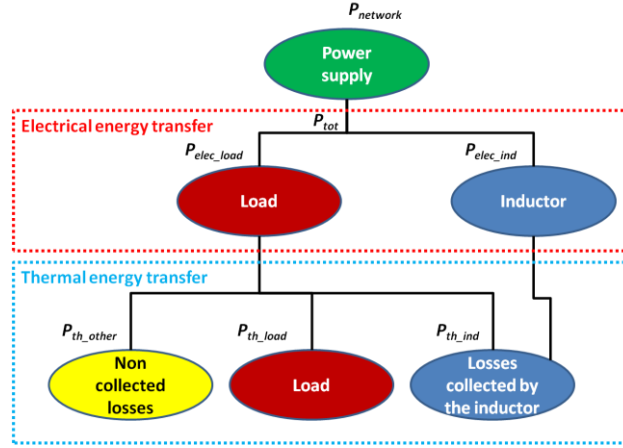 P_network
Power
supply
Electrical energy transfer
P_tot
P_elec_load
P_elec_ind
Load
Inductor
Thermal energy transfer
P_th_other
P_th_load
P_th_ind
Non
collected
losses
Load
Losses
collected by
the inductor